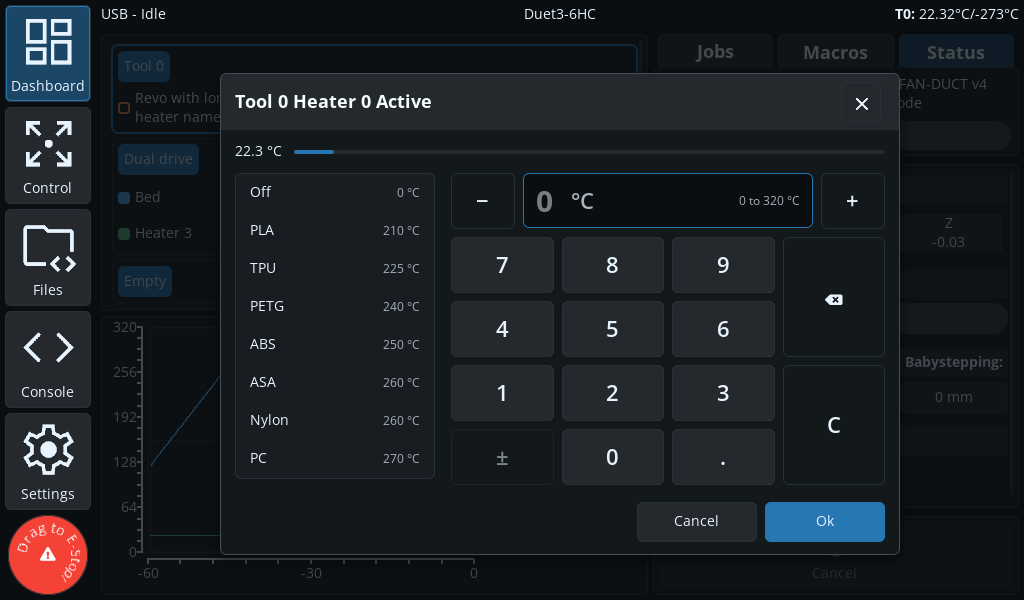 USB - Idle
Duet3-6HC
T0: 22.32°C/-273°C
Dashboard
Control
Files
Console
Settings
Drag to E-Stop!
Jobs
Macros
Status
Tool 0
Revo with lon
heater name
Dual drive
Bed
Heater 3
Empty
FAN-DUCT v4
ode
Z
-0.03
Babystepping:
0 mm
Cancel
320
256
192
128
64
0
-60
-30
0
Tool 0 Heater 0 Active
22.3 °C
Off 0 °C
PLA 210 °C
TPU 225 °C
PETG 240 °C
ABS 250 °C
ASA 260 °C
Nylon 260 °C
PC 270 °C
− 0 °C 0 to 320 °C +
7 8 9
4 5 6
1 2 3
C
± 0 .
Cancel
Ok